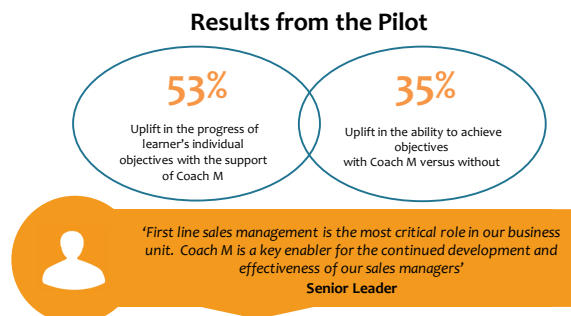 Results from the Pilot
53%
Uplift in the progress of
learner's individual
objectives with the support
of Coach M
35%
Uplift in the ability to achieve
objectives
with Coach M versus without
‘First line sales management is the most critical role in our business
unit. Coach M is a key enabler for the continued development and
effectiveness of our sales managers’
Senior Leader